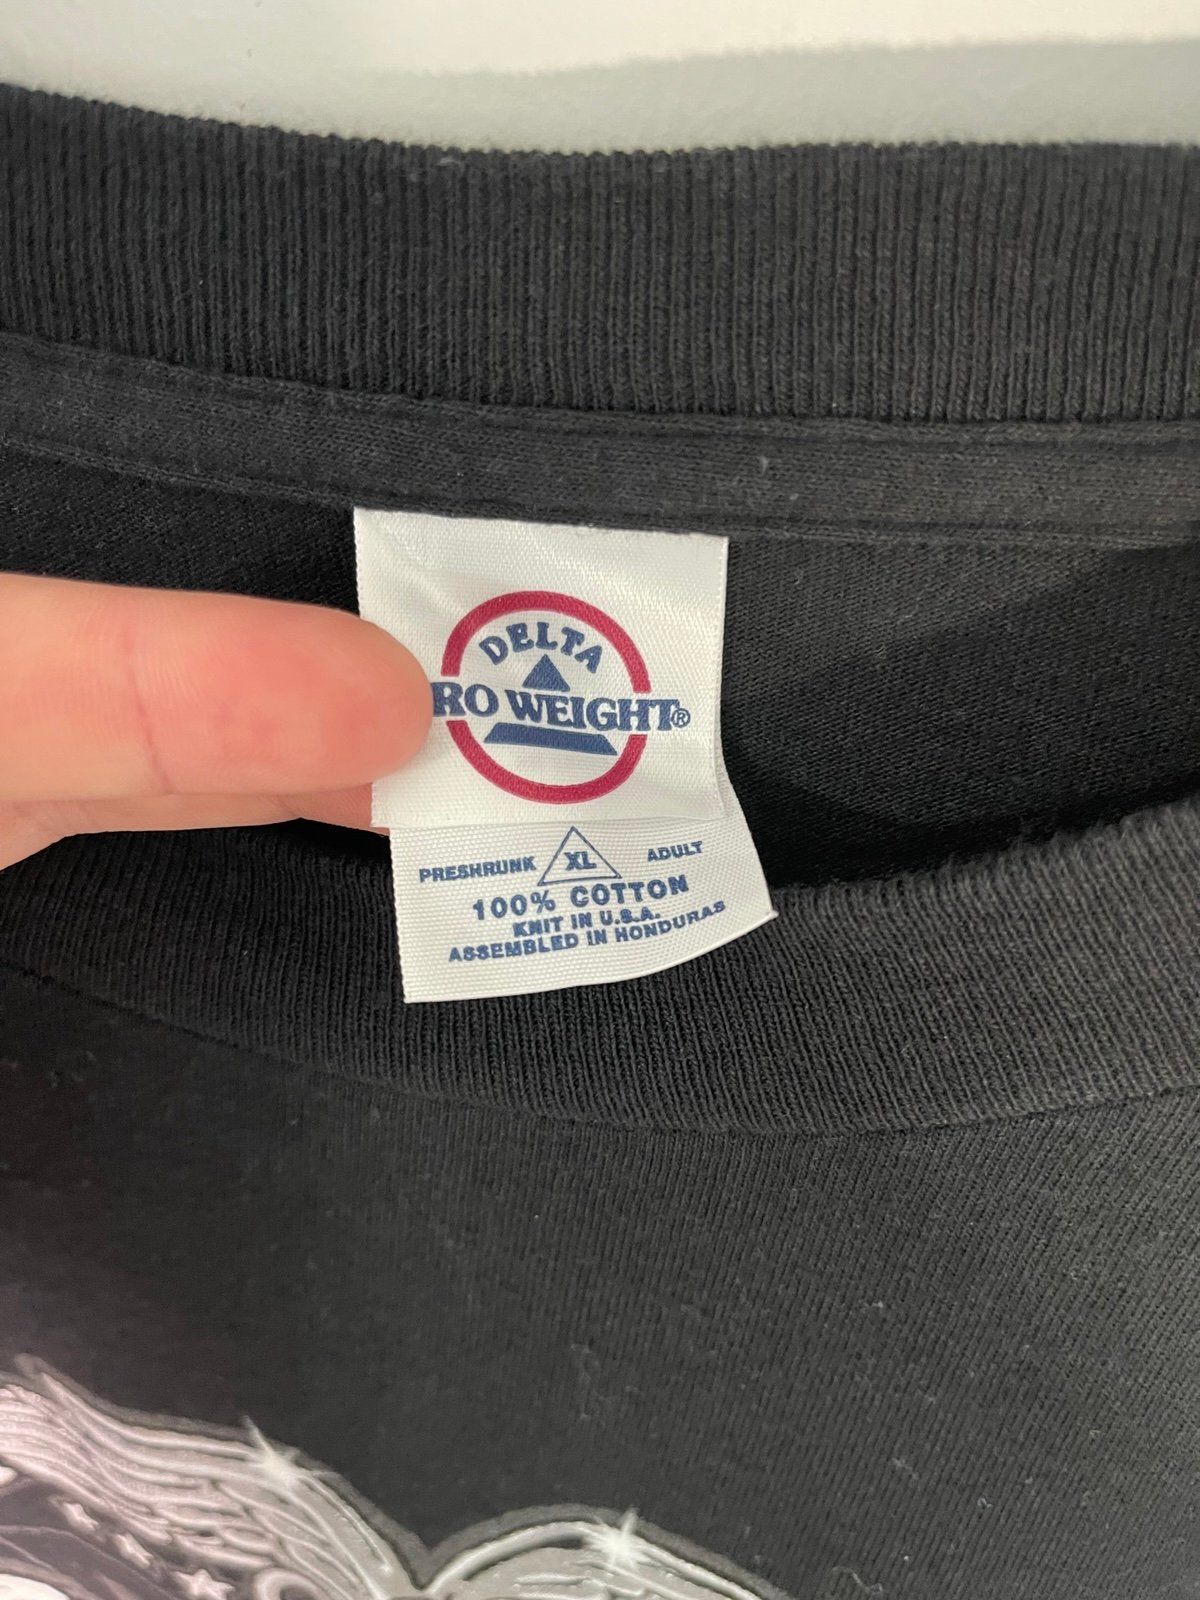 DELTA
RO WEIGHT®
PRESHRUNK XL ADULT
100% COTTON
KNIT IN U.S.A.
ASSEMBLED IN HONDURAS